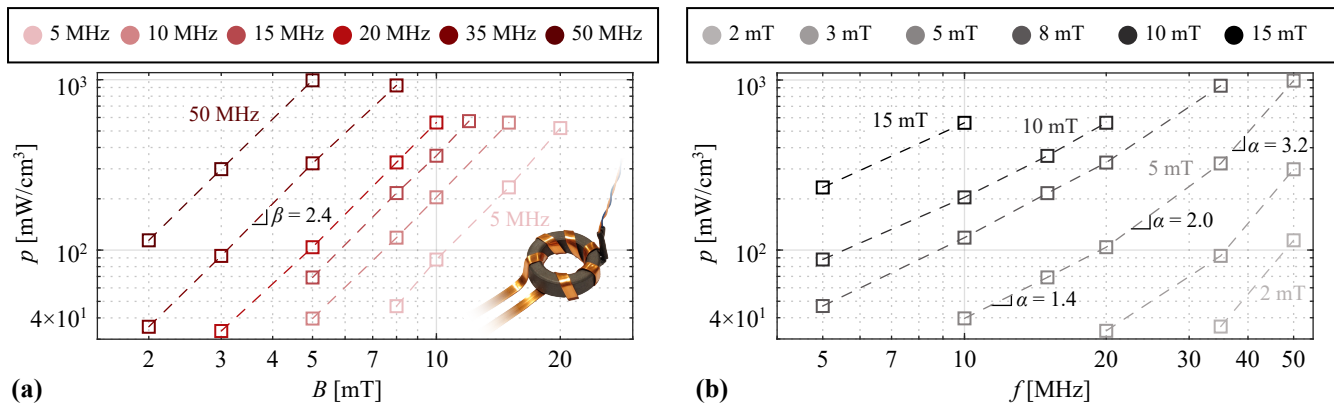 5 MHz 10 MHz 15 MHz 20 MHz 35 MHz 50 MHz
10³
50 MHz
β = 2.4
5 MHz
10²
4×10¹
p [mW/cm³]
2 3 5 7 10 20
B [mT]
(a)
2 mT 3 mT 5 mT 8 mT 10 mT 15 mT
10³
15 mT
10 mT
α = 3.2
5 mT
α = 2.0
α = 1.4
2 mT
10²
4×10¹
p [mW/cm³]
5 7 10 20 30 40 50
f [MHz]
(b)